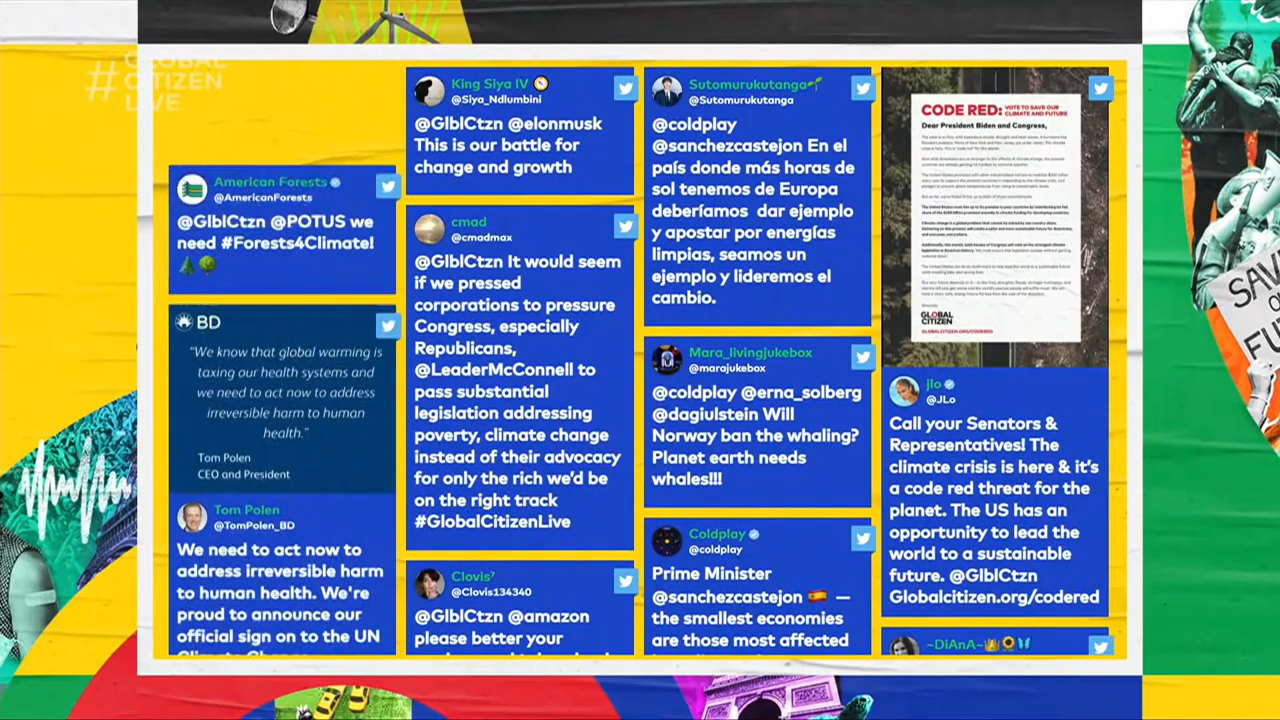 #GLOBAL
CITIZEN
LIVE
American Forests
@AmericanForests
@GlblCtzn @POTUS we
need #Forests4Climate!
BD
“We know that global warming is
taxing our health systems and
we need to act now to address
irreversible harm to human
health.”
Tom Polen
CEO and President
Tom Polen
@TomPolen_BD
We need to act now to
address irreversible harm
to human health. We're
proud to announce our
official sign on to the UN
King Siya IV
@Siya_Ndlumbini
@GlblCtzn @elonmusk
This is our battle for
change and growth
cmad
@cmadmax
@GlblCtzn It would seem
if we pressed
corporations to pressure
Congress, especially
Republicans,
@LeaderMcConnell to
pass substantial
legislation addressing
poverty, climate change
instead of their advocacy
for only the rich we’d be
on the right track
#GlobalCitizenLive
Clovis⁷
@Clovis134340
@GlblCtzn @amazon
please better your
Sutomurukutanga🌱
@Sutomurukutanga
@coldplay
@sanchezcastejon En el
país donde más horas de
sol tenemos de Europa
deberíamos dar ejemplo
y apostar por energías
limpias, seamos un
ejemplo y lideremos el
cambio.
Mara_livingjukebox
@marajukebox
@coldplay @erna_solberg
@dagiulstein Will
Norway ban the whaling?
Planet earth needs
whales!!!
Coldplay
@coldplay
Prime Minister
@sanchezcastejon 🇪🇸 —
the smallest economies
are those most affected
CODE RED: VOTE TO SAVE OUR
CLIMATE AND FUTURE
Dear President Biden and Congress,
GLOBAL
CITIZEN
GLOBALCITIZEN.ORG/CODERED
jlo
@JLo
Call your Senators &
Representatives! The
climate crisis is here & it’s
a code red threat for the
planet. The US has an
opportunity to lead the
world to a sustainable
future. @GlblCtzn
Globalcitizen.org/codered
~DiAnA~
SAV
O
FU